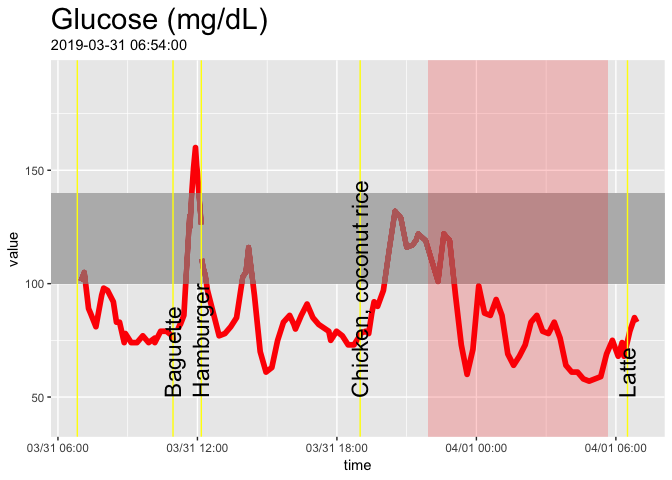 Glucose (mg/dL)
2019-03-31 06:54:00
value
150
100
50
Baguette
Hamburger
Chicken, coconut rice
Latte
03/31 06:00
03/31 12:00
03/31 18:00
04/01 00:00
04/01 06:00
time